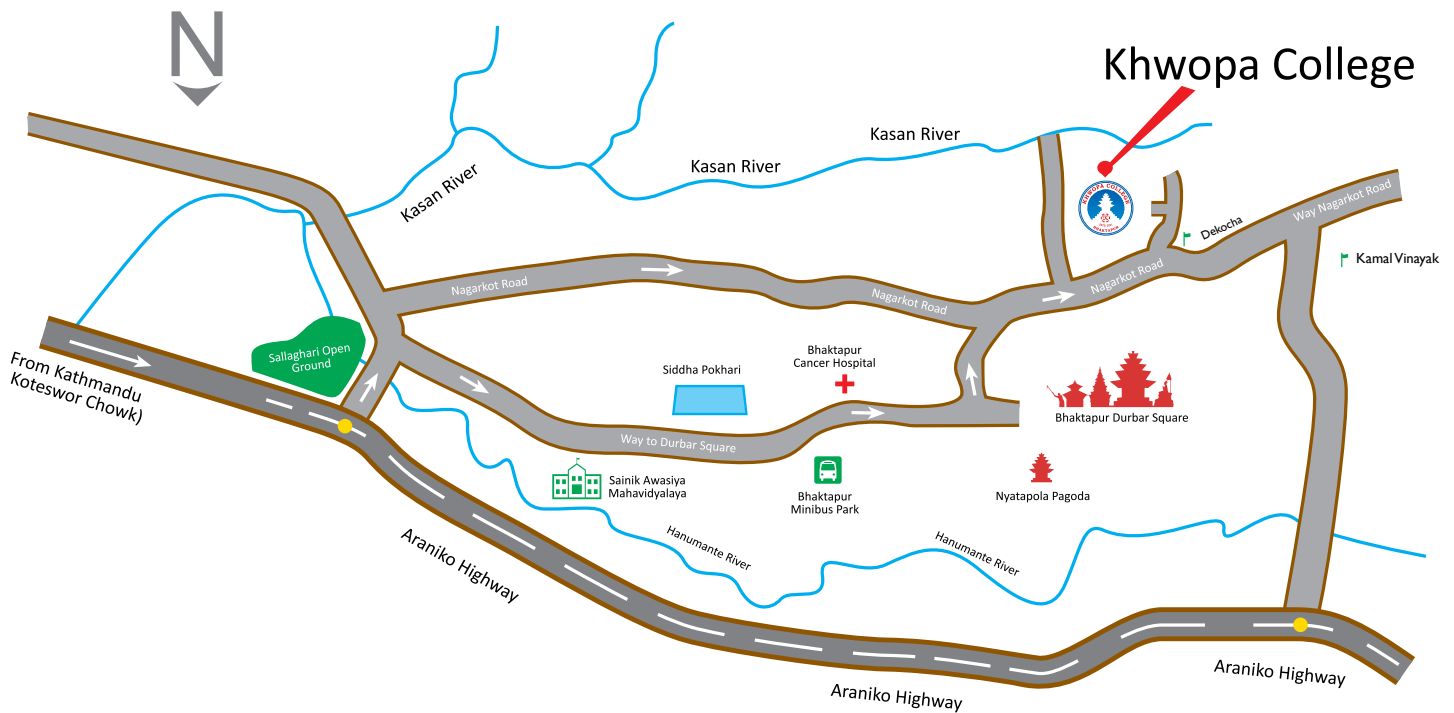 N
Khwopa College
Kasan River
Kasan River
Kasan River
KHWOPA COLLEGE
BHAKTAPUR
Way Nagarkot Road
Dekocha
Kamal Vinayak
Nagarkot Road
Nagarkot Road
Nagarkot Road
From Kathmandu
Koteswor Chowk)
Sallaghari Open
Ground
Siddha Pokhari
Bhaktapur
Cancer Hospital
Bhaktapur Durbar Square
Way to Durbar Square
Sainik Awasiya
Mahavidyalaya
Bhaktapur
Minibus Park
Nyatapola Pagoda
Hanumante River
Hanumante River
Araniko Highway
Araniko Highway
Araniko Highway